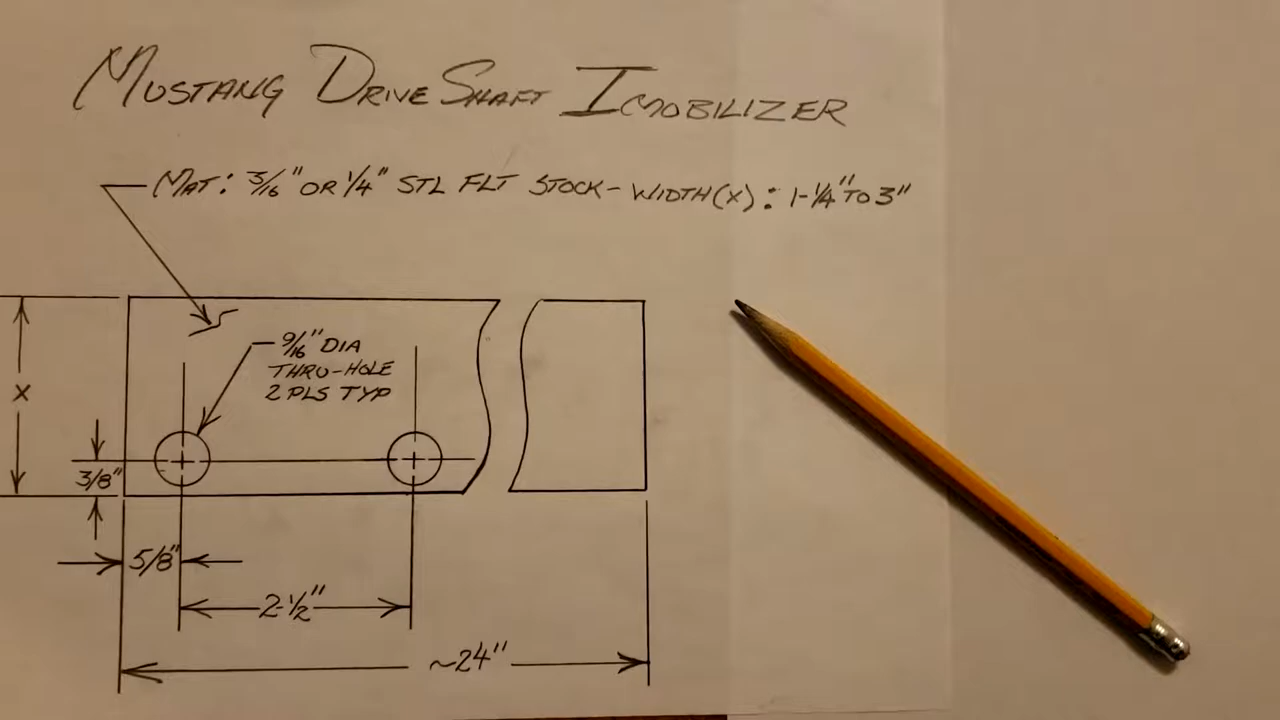 MUSTANG DRIVE SHAFT IMOBILIZER
MAT: 3/16" OR 1/4" STL FLT STOCK - WIDTH(X): 1-1/4" TO 3"
9/16" DIA
THRU-HOLE
2 PLS TYP
X
3/8"
5/8"
2-1/2"
~24"